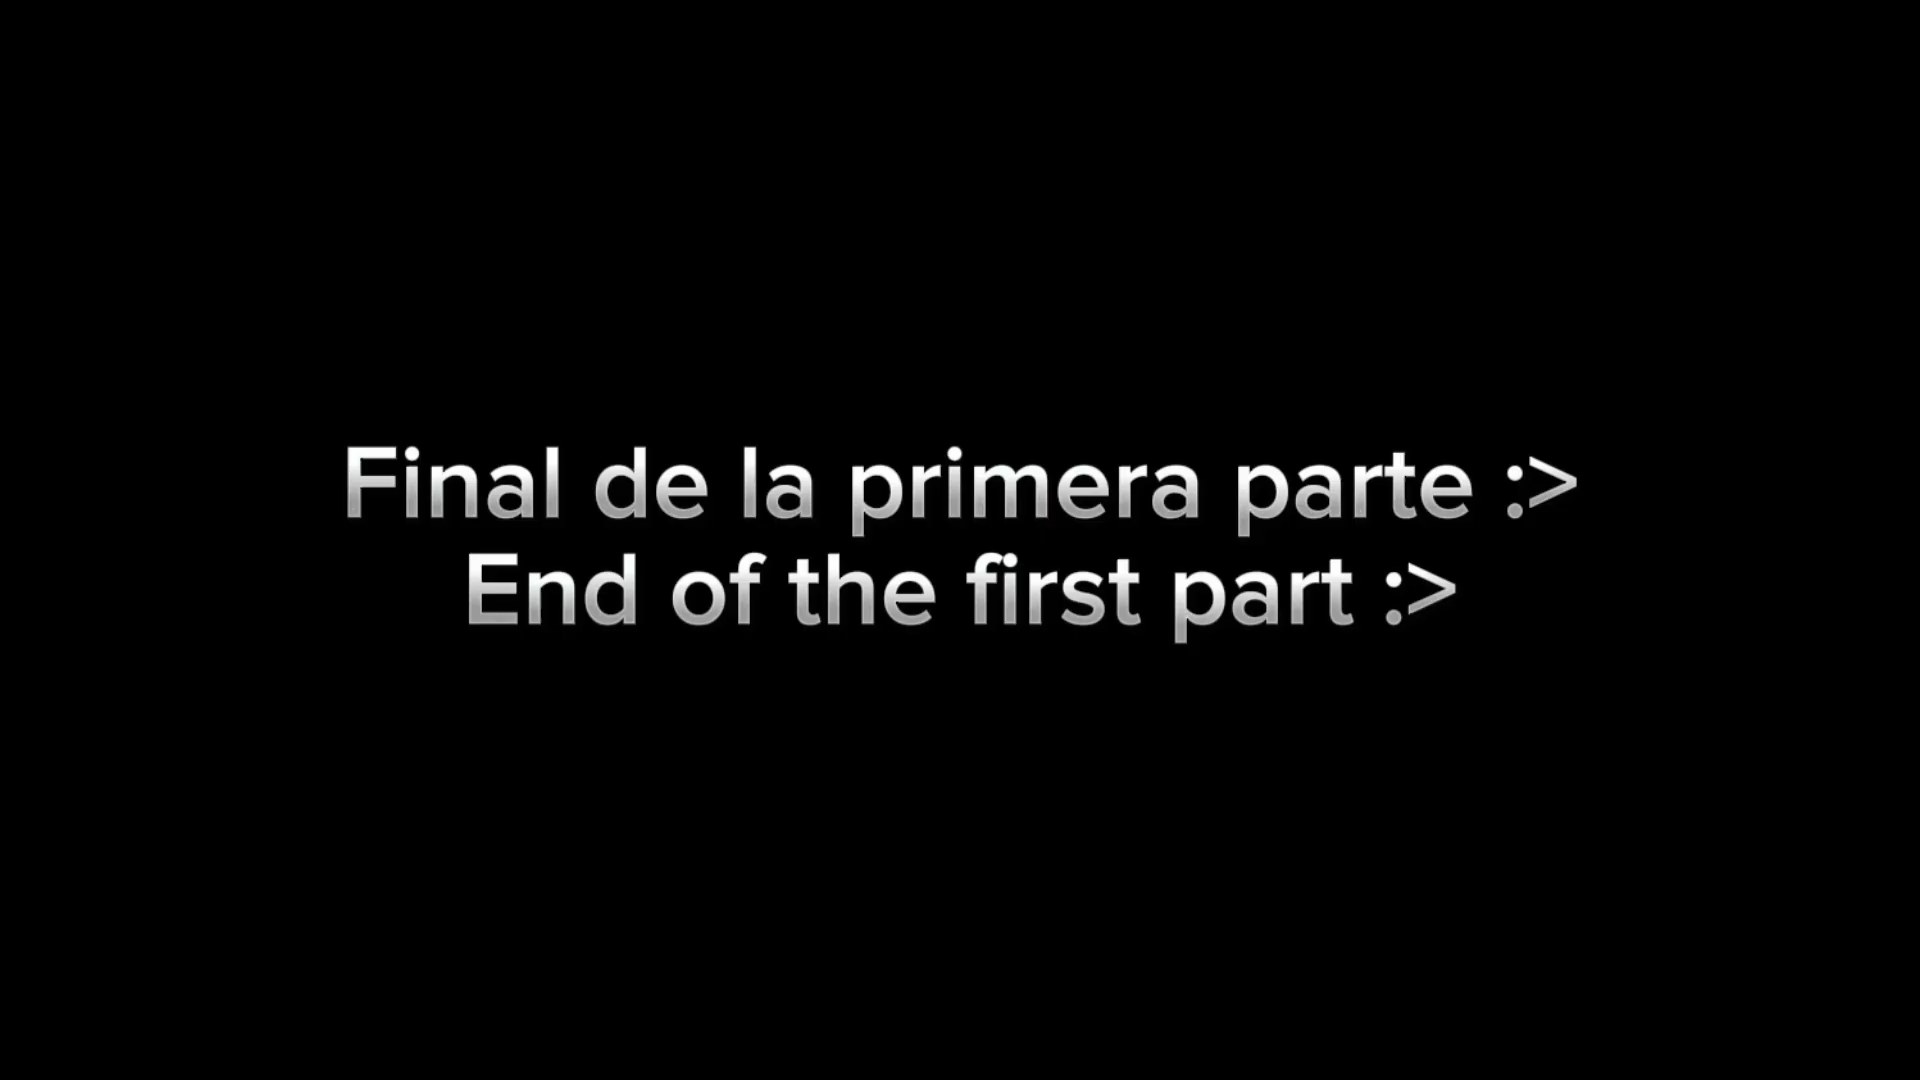 Final de la primera parte :>
End of the first part :>